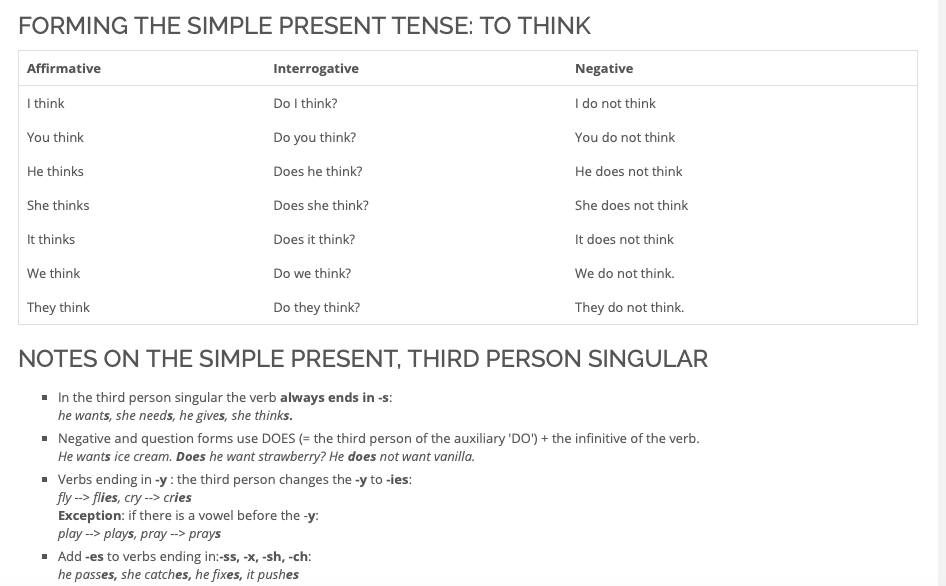 FORMING THE SIMPLE PRESENT TENSE: TO THINK
Affirmative Interrogative Negative
I think Do I think? I do not think
You think Do you think? You do not think
He thinks Does he think? He does not think
She thinks Does she think? She does not think
It thinks Does it think? It does not think
We think Do we think? We do not think.
They think Do they think? They do not think.
NOTES ON THE SIMPLE PRESENT, THIRD PERSON SINGULAR
In the third person singular the verb always ends in -s:
he wants, she needs, he gives, she thinks.
Negative and question forms use DOES (= the third person of the auxiliary 'DO') + the infinitive of the verb.
He wants ice cream. Does he want strawberry? He does not want vanilla.
Verbs ending in -y : the third person changes the -y to -ies:
fly --> flies, cry --> cries
Exception: if there is a vowel before the -y:
play --> plays, pray --> prays
Add -es to verbs ending in:-ss, -x, -sh, -ch:
he passes, she catches, he fixes, it pushes